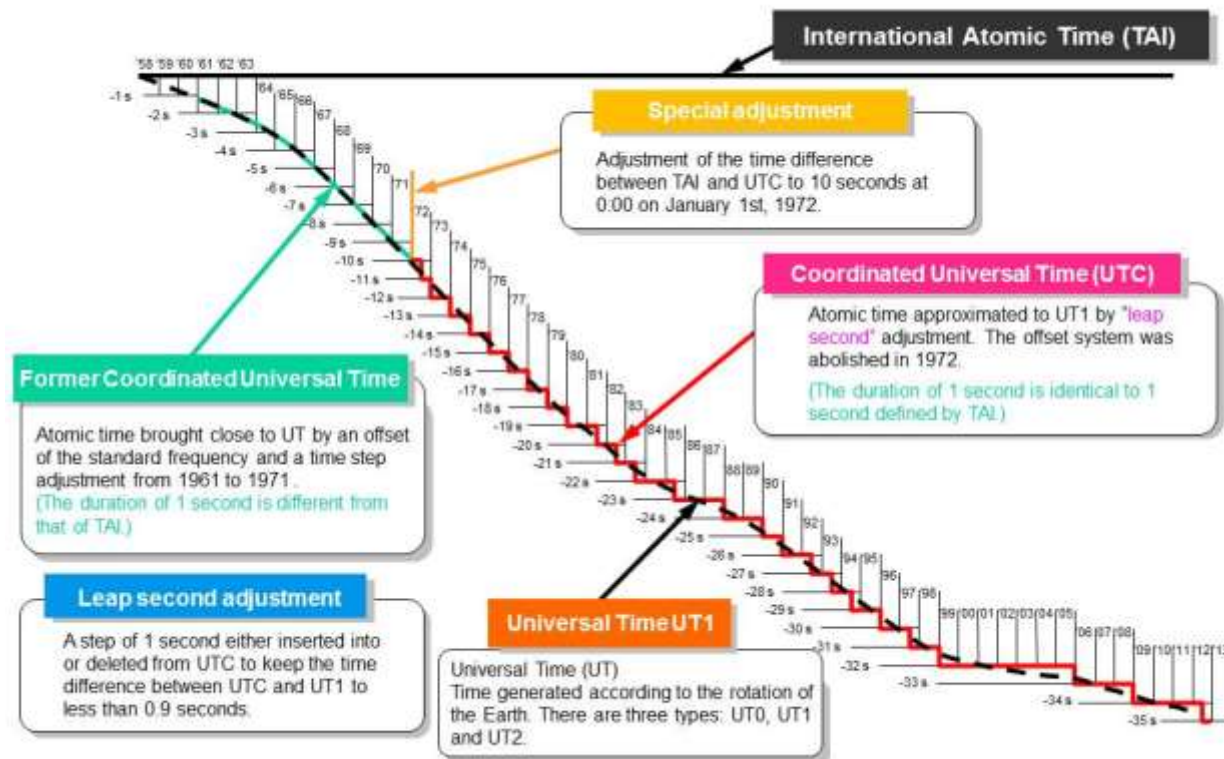 International Atomic Time (TAI)
'58 '59 '60 '61 '62 '63
'64
'65
'66
'67
'68
'69
'70
'71
'72
'73
'74
'75
'76
'77
'78
'79
'80
'81
'82
'83
'84 '85
'86
'87
'88 '89
'90
'91
'92
'93
'94 '95
'96
'97 '98
'99 '00 '01 '02 '03 '04 '05
'06 '07 '08
'09 '10 '11 '12 '13
-1 s
-2 s
-3 s
-4 s
-5 s
-6 s
-7 s
-8 s
-9 s
-10 s
-11 s
-12 s
-13 s
-14 s
-15 s
-16 s
-17 s
-18 s
-19 s
-20 s
-21 s
-22 s
-23 s
-24 s
-25 s
-26 s
-27 s
-28 s
-29 s
-30 s
-31 s
-32 s
-33 s
-34 s
-35 s
Special adjustment
Adjustment of the time difference
between TAI and UTC to 10 seconds at
0:00 on January 1st, 1972.
Coordinated Universal Time (UTC)
Atomic time approximated to UT1 by "leap
second" adjustment. The offset system was
abolished in 1972.
(The duration of 1 second is identical to 1
second defined by TAI.)
Former Coordinated Universal Time
Atomic time brought close to UT by an offset
of the standard frequency and a time step
adjustment from 1961 to 1971.
(The duration of 1 second is different from
that of TAI.)
Leap second adjustment
A step of 1 second either inserted into
or deleted from UTC to keep the time
difference between UTC and UT1 to
less than 0.9 seconds.
Universal Time UT1
Universal Time (UT)
Time generated according to the rotation of
the Earth. There are three types: UT0, UT1
and UT2.